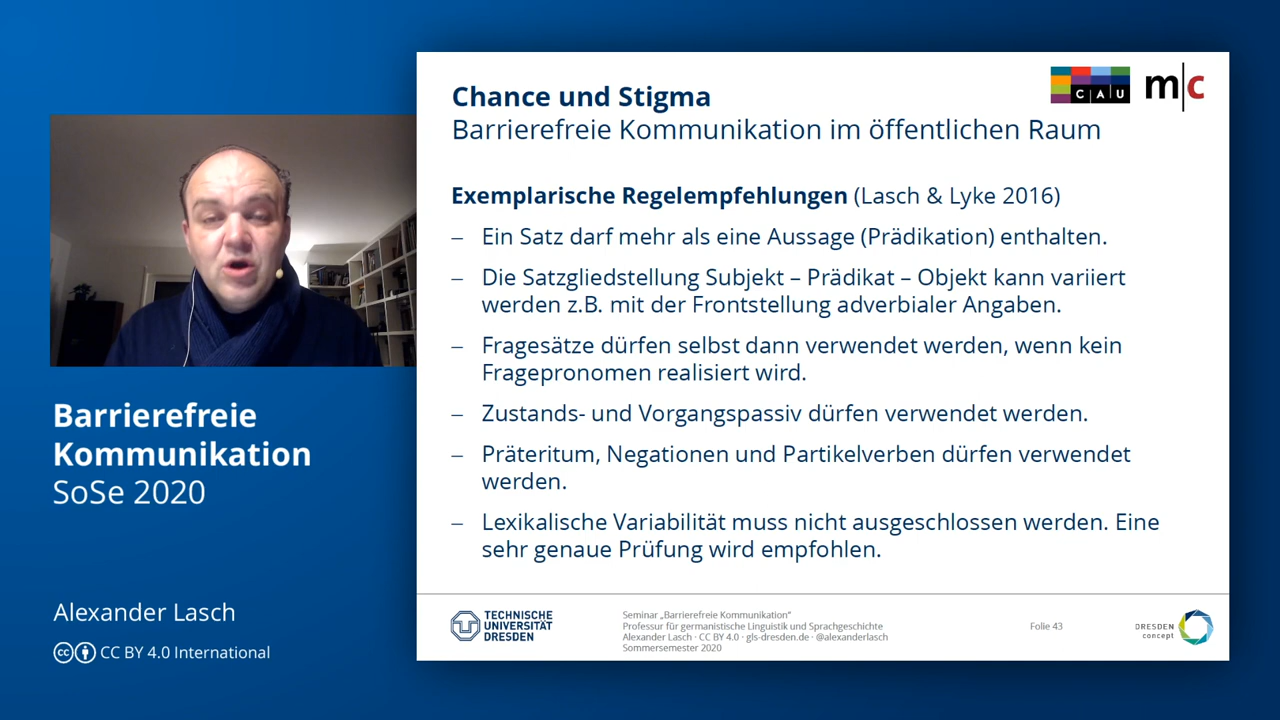 Chance und Stigma
Barrierefreie Kommunikation im öffentlichen Raum
CAU
m|c
Exemplarische Regelempfehlungen (Lasch & Lyke 2016)
– Ein Satz darf mehr als eine Aussage (Prädikation) enthalten.
– Die Satzgliedstellung Subjekt – Prädikat – Objekt kann variiert
werden z.B. mit der Frontstellung adverbialer Angaben.
– Fragesätze dürfen selbst dann verwendet werden, wenn kein
Fragepronomen realisiert wird.
– Zustands- und Vorgangspassiv dürfen verwendet werden.
– Präteritum, Negationen und Partikelverben dürfen verwendet
werden.
– Lexikalische Variabilität muss nicht ausgeschlossen werden. Eine
sehr genaue Prüfung wird empfohlen.
Barrierefreie
Kommunikation
SoSe 2020
Alexander Lasch
cc CC BY 4.0 International
TECHNISCHE
UNIVERSITÄT
DRESDEN
Seminar „Barrierefreie Kommunikation“
Professur für germanistische Linguistik und Sprachgeschichte
Alexander Lasch · CC BY 4.0 · gls-dresden.de · @alexanderlasch
Sommersemester 2020
Folie 43
DRESDEN
concept